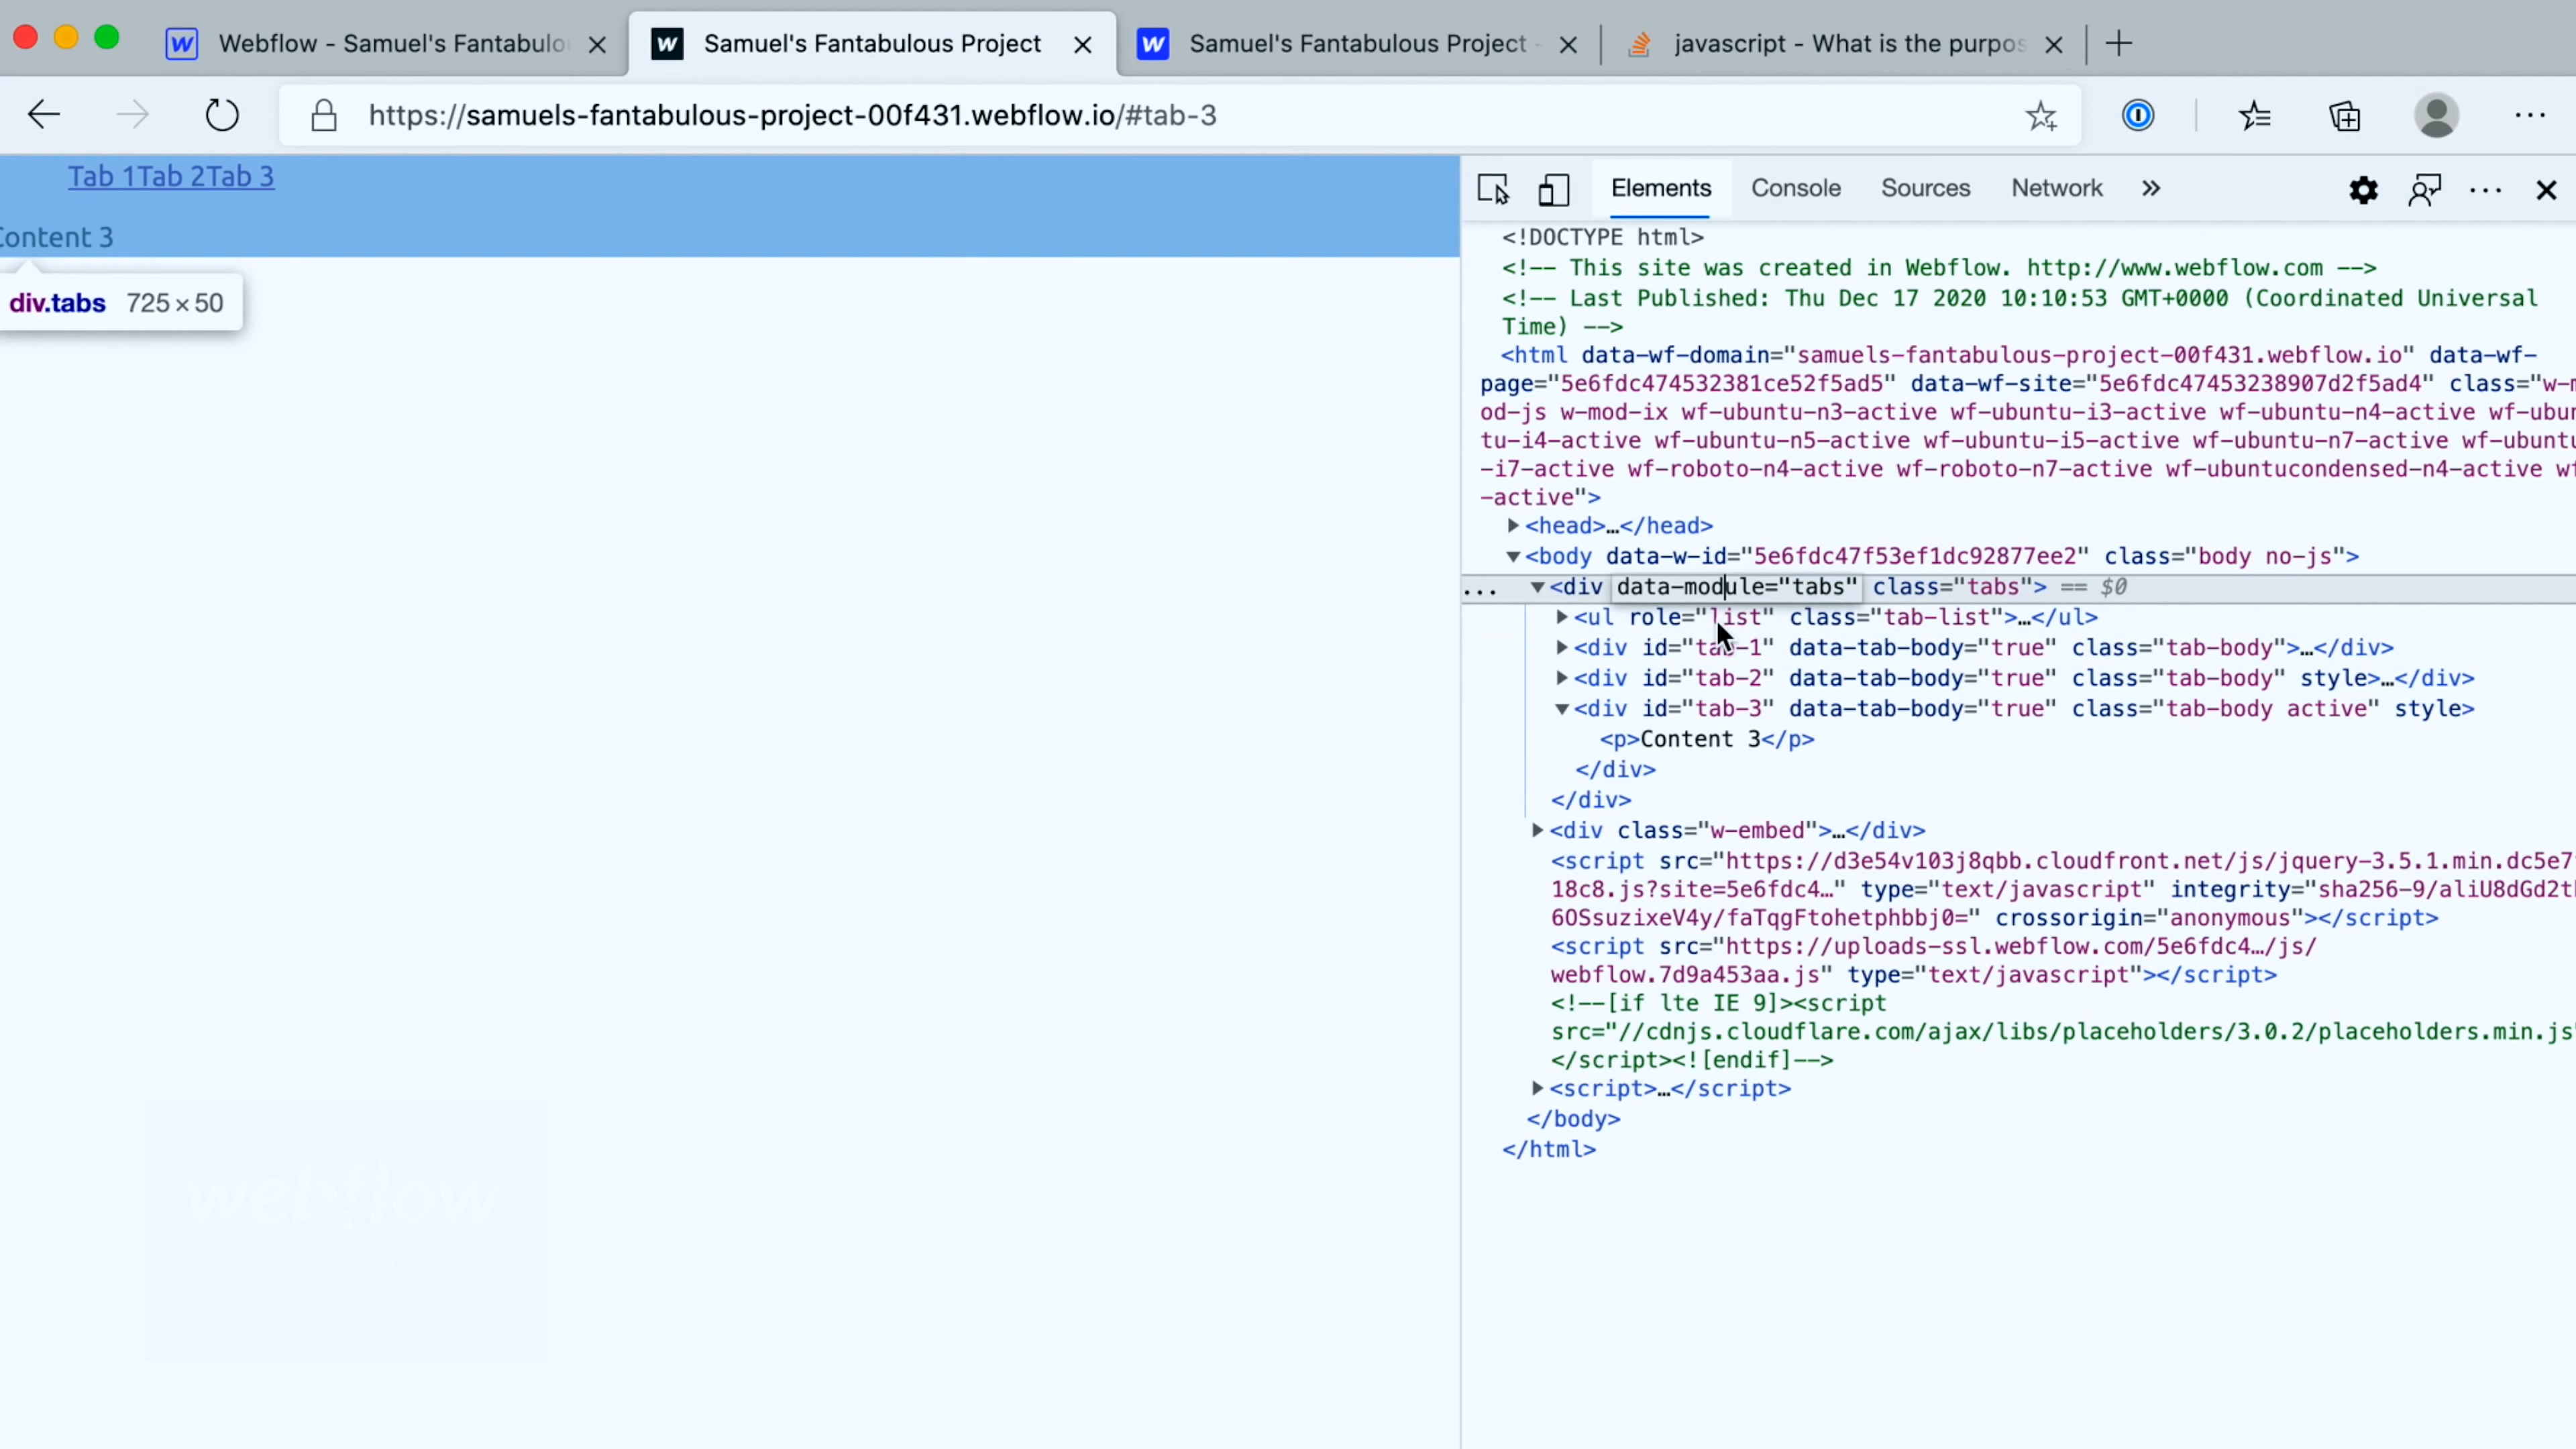 Webflow - Samuel's Fantabulo
Samuel's Fantabulous Project
Samuel's Fantabulous Project -
javascript - What is the purpos
https://samuels-fantabulous-project-00f431.webflow.io/#tab-3
Tab 1Tab 2Tab 3
Content 3
div.tabs 725 × 50
Elements Console Sources Network
<!DOCTYPE html>
<!-- This site was created in Webflow. http://www.webflow.com -->
<!-- Last Published: Thu Dec 17 2020 10:10:53 GMT+0000 (Coordinated Universal
Time) -->
<html data-wf-domain="samuels-fantabulous-project-00f431.webflow.io" data-wf-
page="5e6fdc474532381ce52f5ad5" data-wf-site="5e6fdc47453238907d2f5ad4" class="w-m
od-js w-mod-ix wf-ubuntu-n3-active wf-ubuntu-i3-active wf-ubuntu-n4-active wf-ubun
tu-i4-active wf-ubuntu-n5-active wf-ubuntu-i5-active wf-ubuntu-n7-active wf-ubuntu
-i7-active wf-roboto-n4-active wf-roboto-n7-active wf-ubuntucondensed-n4-active wf
-active">
<head>…</head>
<body data-w-id="5e6fdc47f53ef1dc92877ee2" class="body no-js">
... <div data-module="tabs" class="tabs"> == $0
<ul role="list" class="tab-list">…</ul>
<div id="tab-1" data-tab-body="true" class="tab-body">…</div>
<div id="tab-2" data-tab-body="true" class="tab-body" style>…</div>
<div id="tab-3" data-tab-body="true" class="tab-body active" style>
<p>Content 3</p>
</div>
</div>
<div class="w-embed">…</div>
<script src="https://d3e54v103j8qbb.cloudfront.net/js/jquery-3.5.1.min.dc5e7
18c8.js?site=5e6fdc4…" type="text/javascript" integrity="sha256-9/aliU8dGd2t
6OSsuzixeV4y/faTqgFtohetphbbj0=" crossorigin="anonymous"></script>
<script src="https://uploads-ssl.webflow.com/5e6fdc4…/js/
webflow.7d9a453aa.js" type="text/javascript"></script>
<!--[if lte IE 9]><script
src="//cdnjs.cloudflare.com/ajax/libs/placeholders/3.0.2/placeholders.min.js"
</script><![endif]-->
<script>…</script>
</body>
</html>
webflow